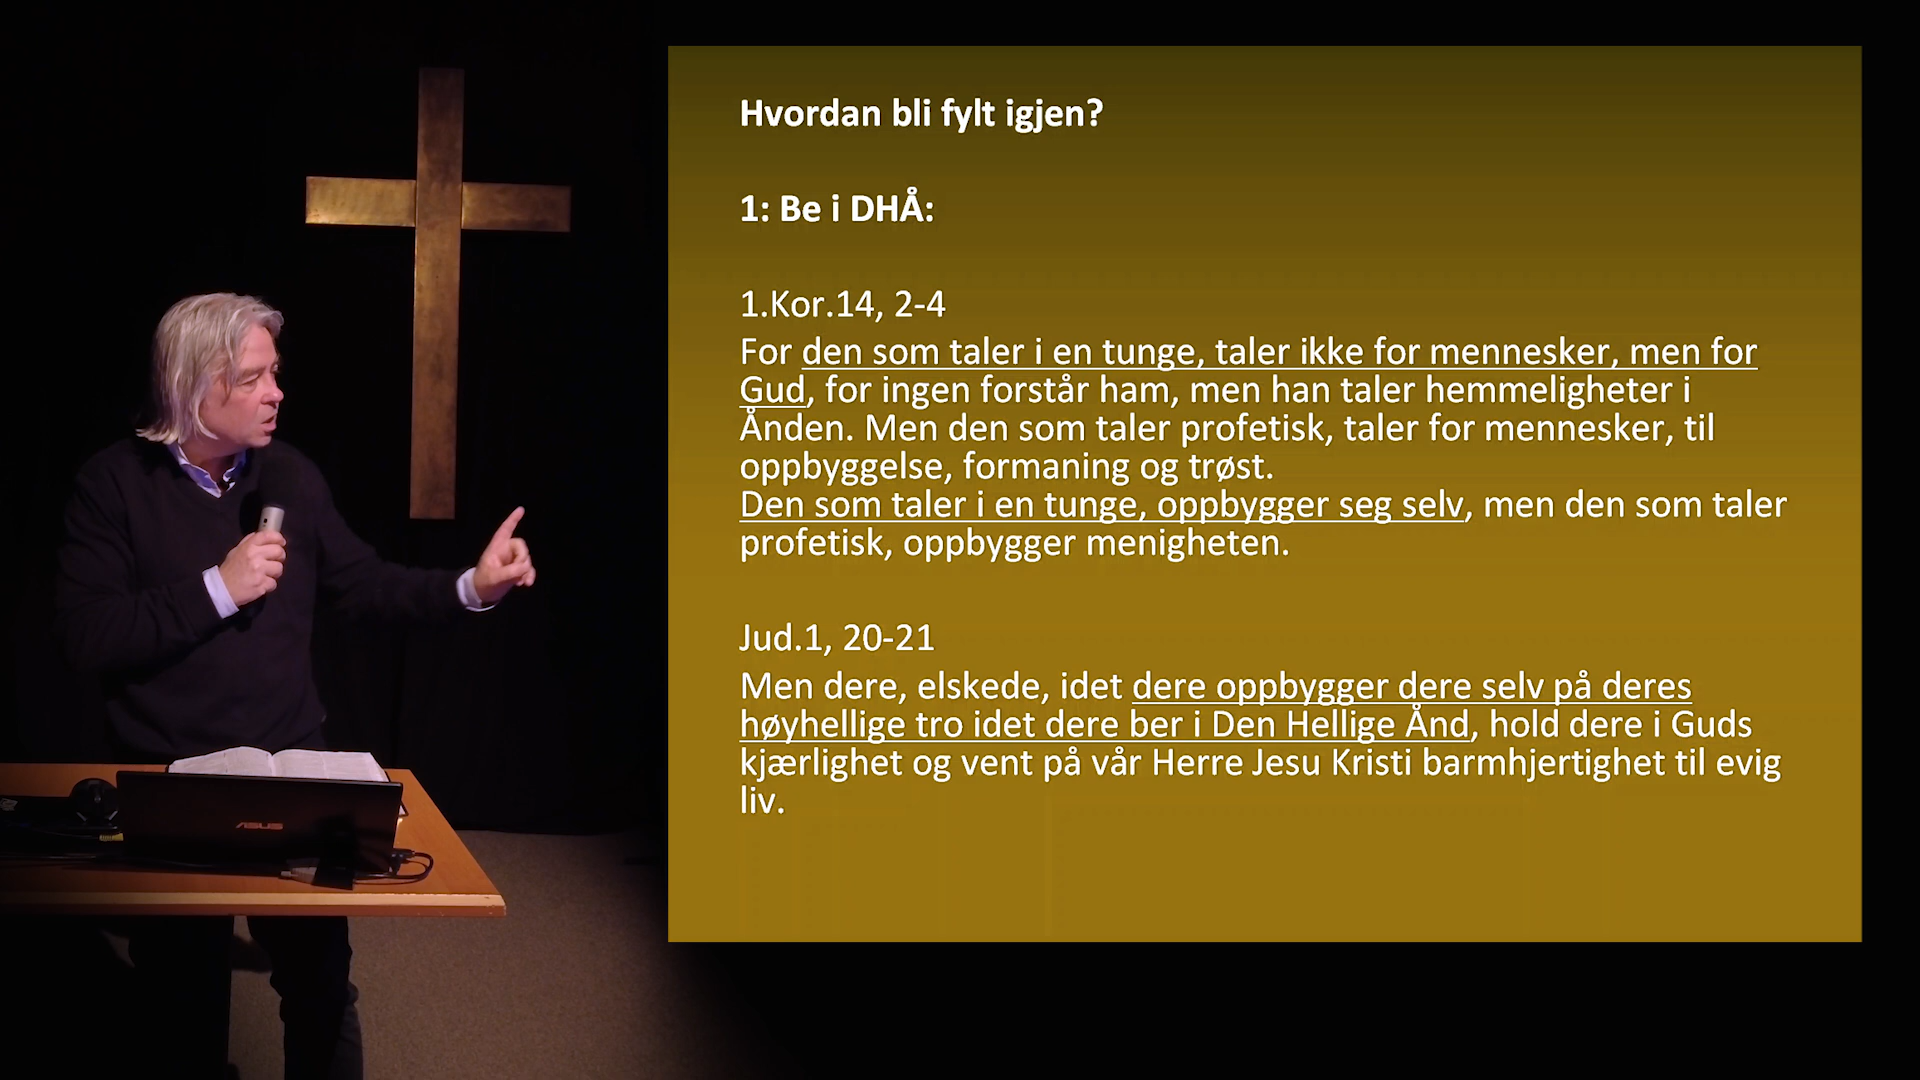 Hvordan bli fylt igjen?
1: Be i DHÅ:
1.Kor.14, 2-4
For den som taler i en tunge, taler ikke for mennesker, men for
Gud, for ingen forstår ham, men han taler hemmeligheter i
Ånden. Men den som taler profetisk, taler for mennesker, til
oppbyggelse, formaning og trøst.
Den som taler i en tunge, oppbygger seg selv, men den som taler
profetisk, oppbygger menigheten.
Jud.1, 20-21
Men dere, elskede, idet dere oppbygger dere selv på deres
høyhellige tro idet dere ber i Den Hellige Ånd, hold dere i Guds
kjærlighet og vent på vår Herre Jesu Kristi barmhjertighet til evig
liv.
ASUS